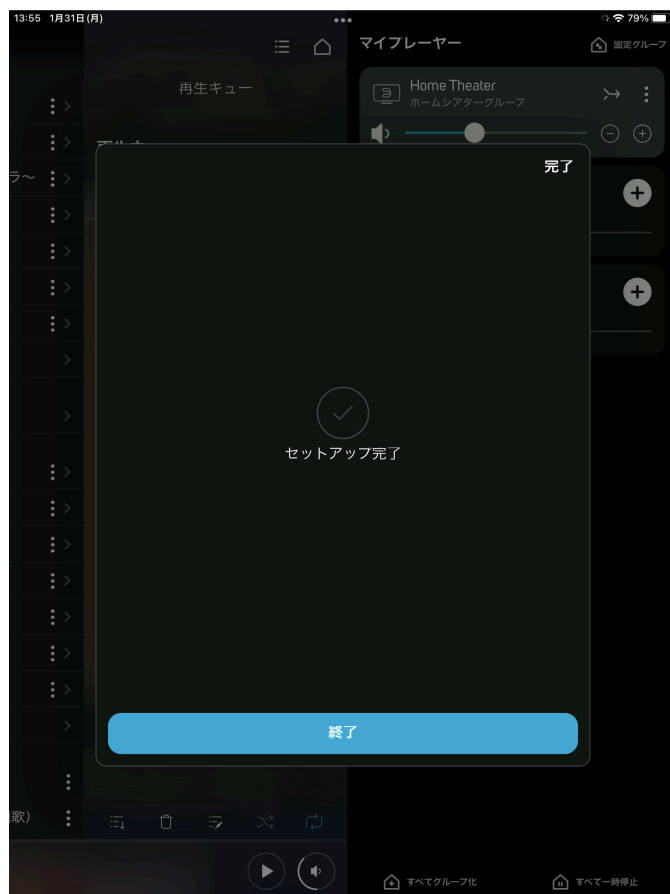 13:55 1月31日(月)
79%
マイプレーヤー
固定グループ
再生キュー
Home Theater
ホームシアターグループ
ラ〜
完了
セットアップ完了
終了
歌)
すべてグループ化
すべて一時停止